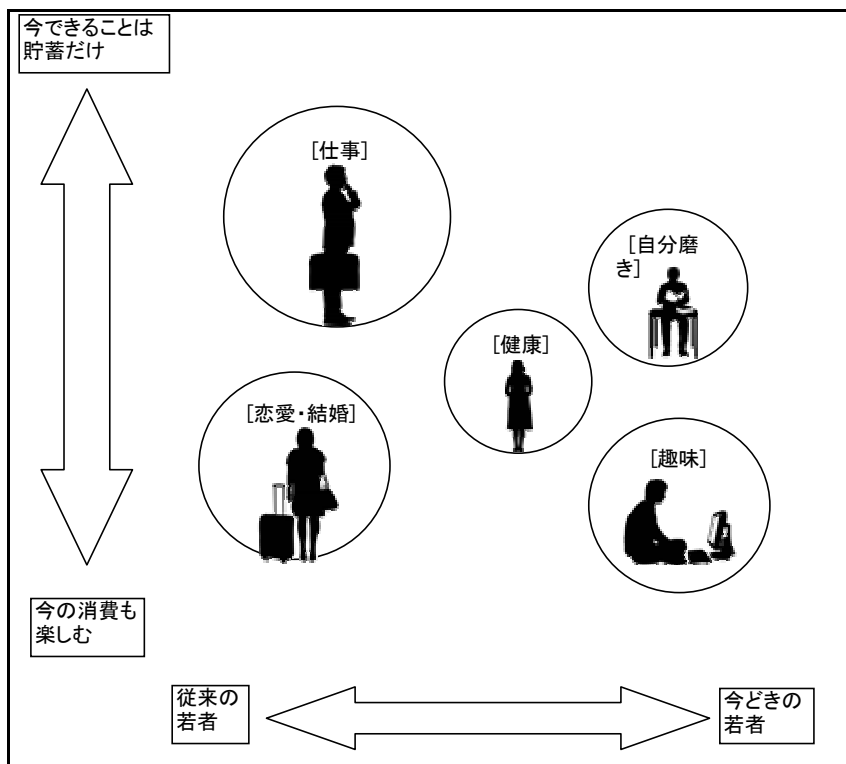 今できることは
貯蓄だけ
[仕事]
[自分磨
き]
[健康]
[恋愛・結婚]
[趣味]
今の消費も
楽しむ
従来の
若者
今どきの
若者